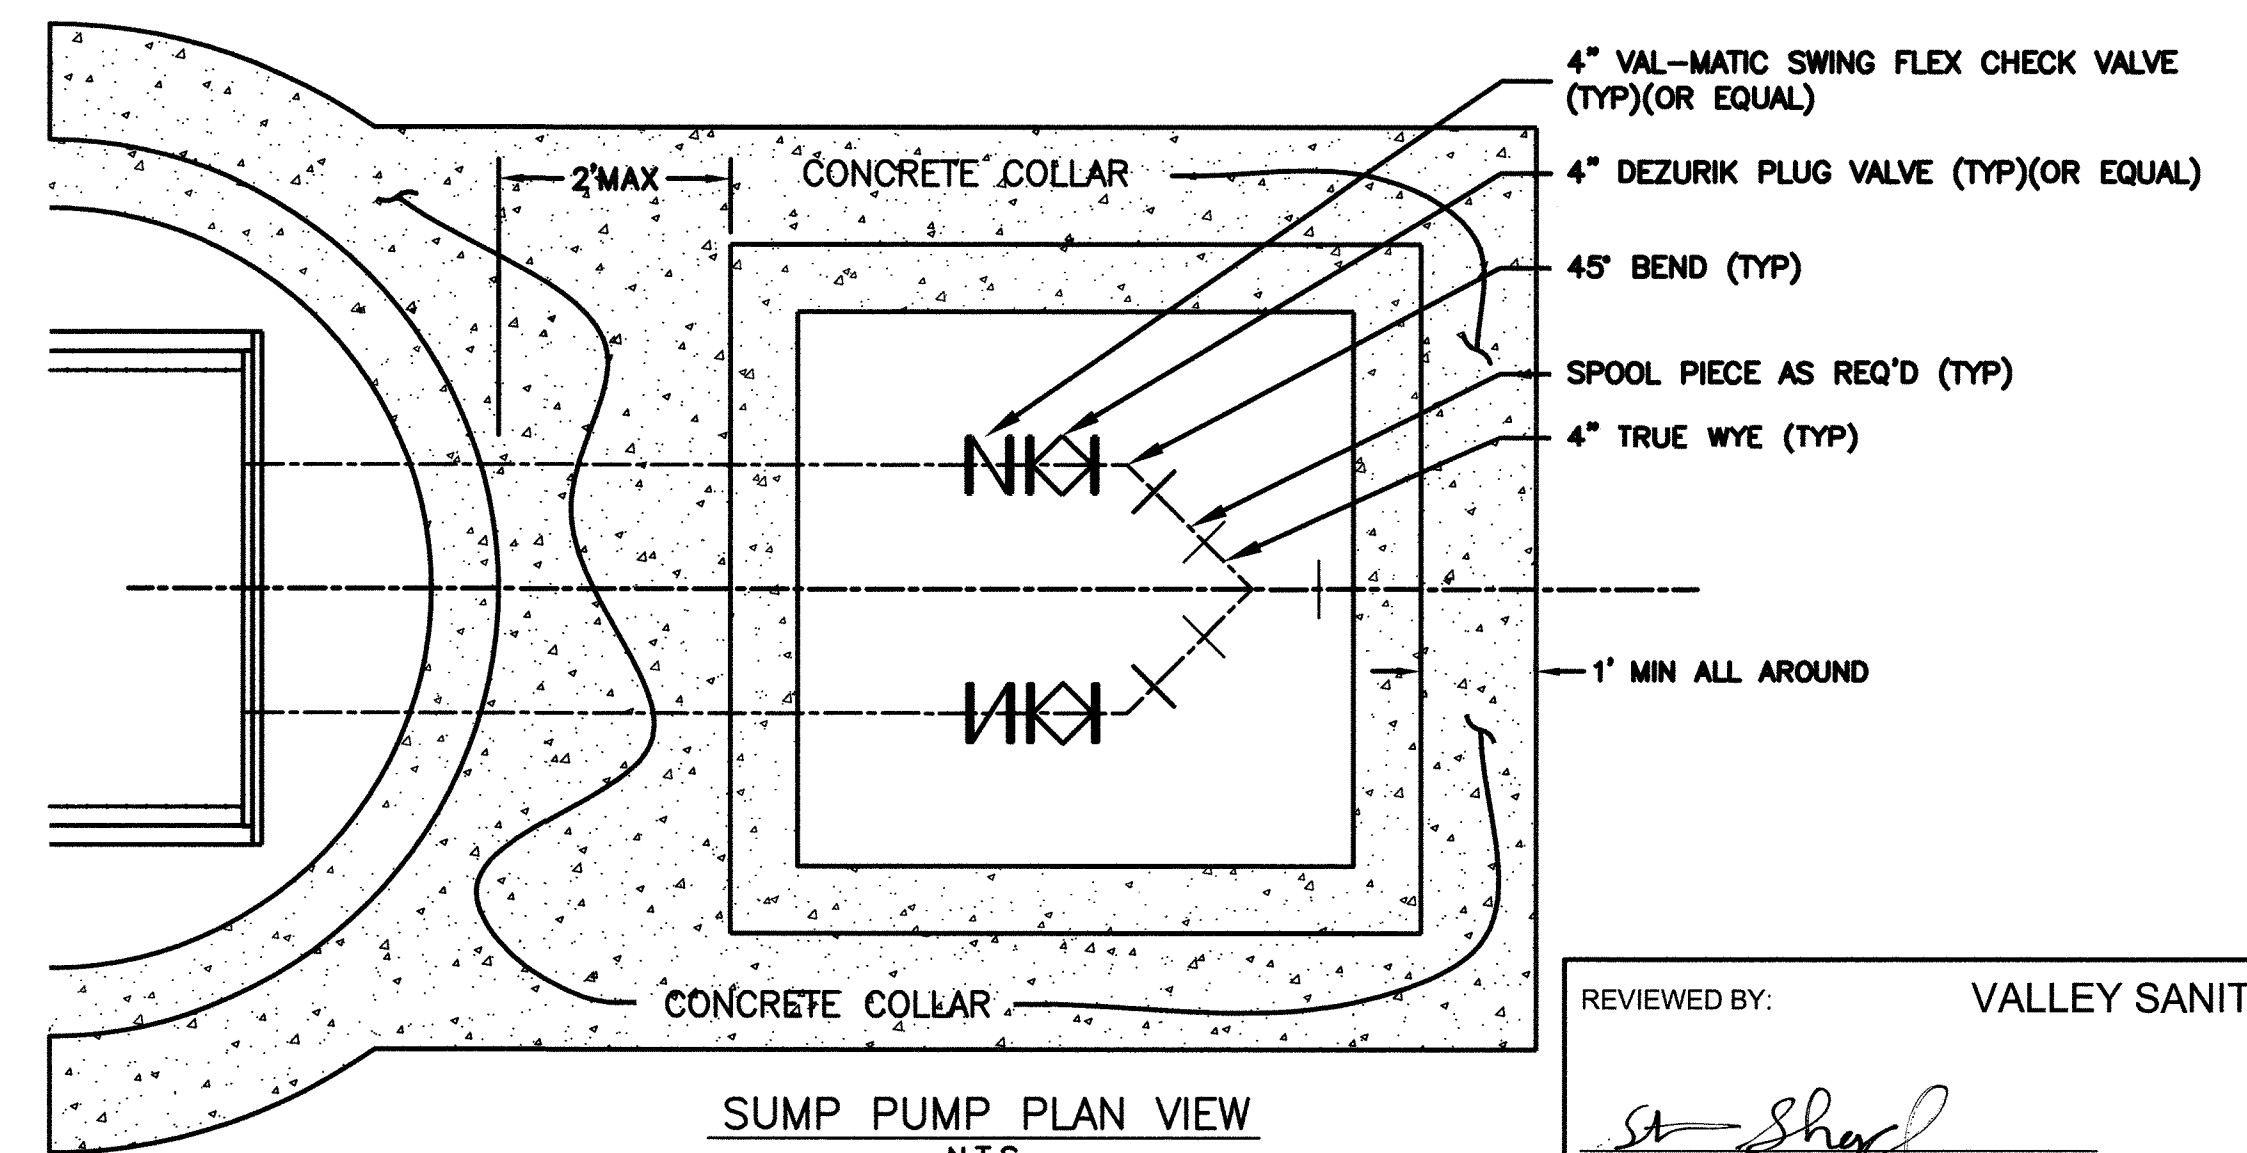 4" VAL-MATIC SWING FLEX CHECK VALVE
(TYP)(OR EQUAL)
2'MAX
CONCRETE COLLAR
4" DEZURIK PLUG VALVE (TYP)(OR EQUAL)
45° BEND (TYP)
SPOOL PIECE AS REQ'D (TYP)
4" TRUE WYE (TYP)
1' MIN ALL AROUND
CONCRETE COLLAR
REVIEWED BY:
VALLEY SANIT
SUMP PUMP PLAN VIEW
N.T.S.